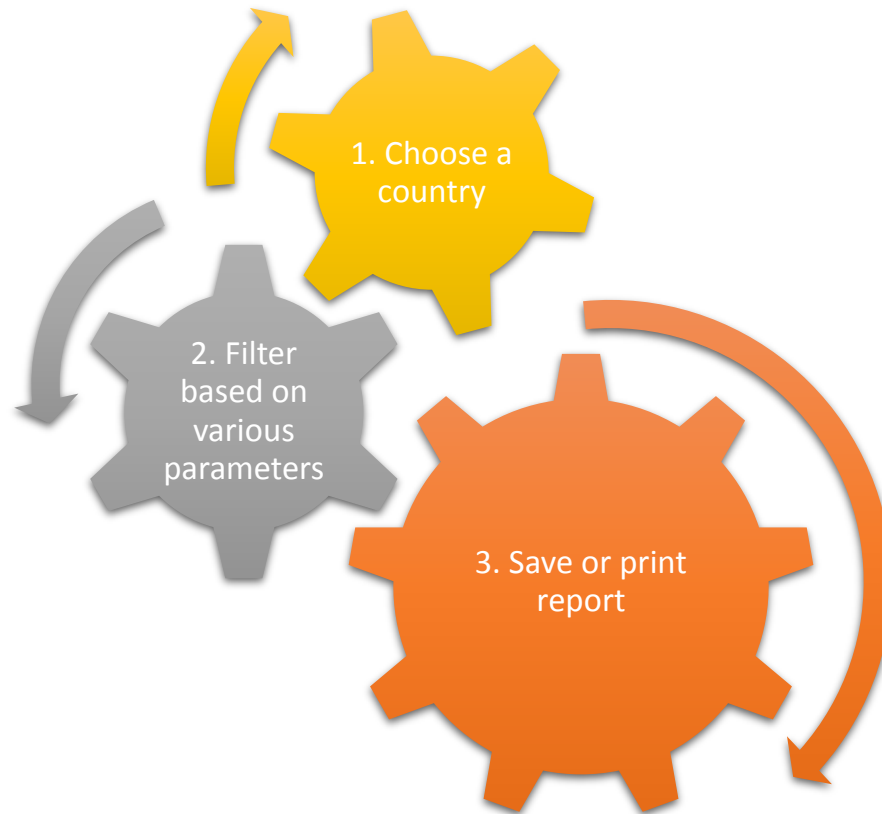 1. Choose a
country
2. Filter
based on
various
parameters
3. Save or print
report